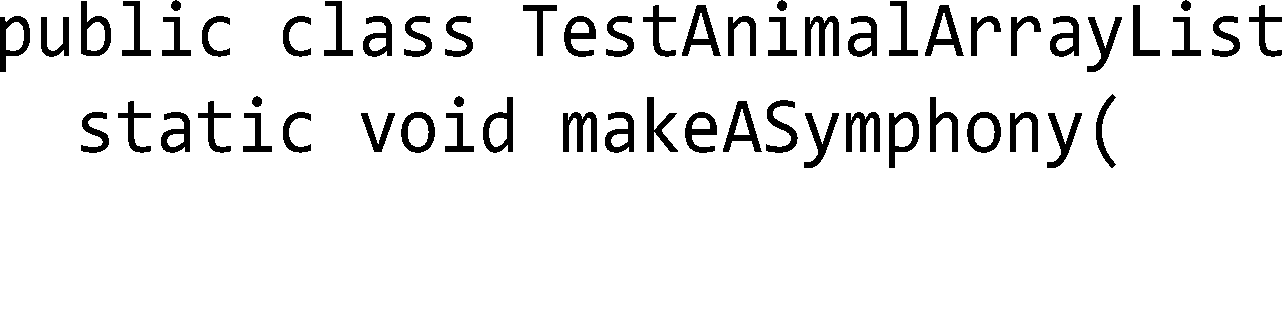 public class TestAnimalArrayList
static void makeASymphony(